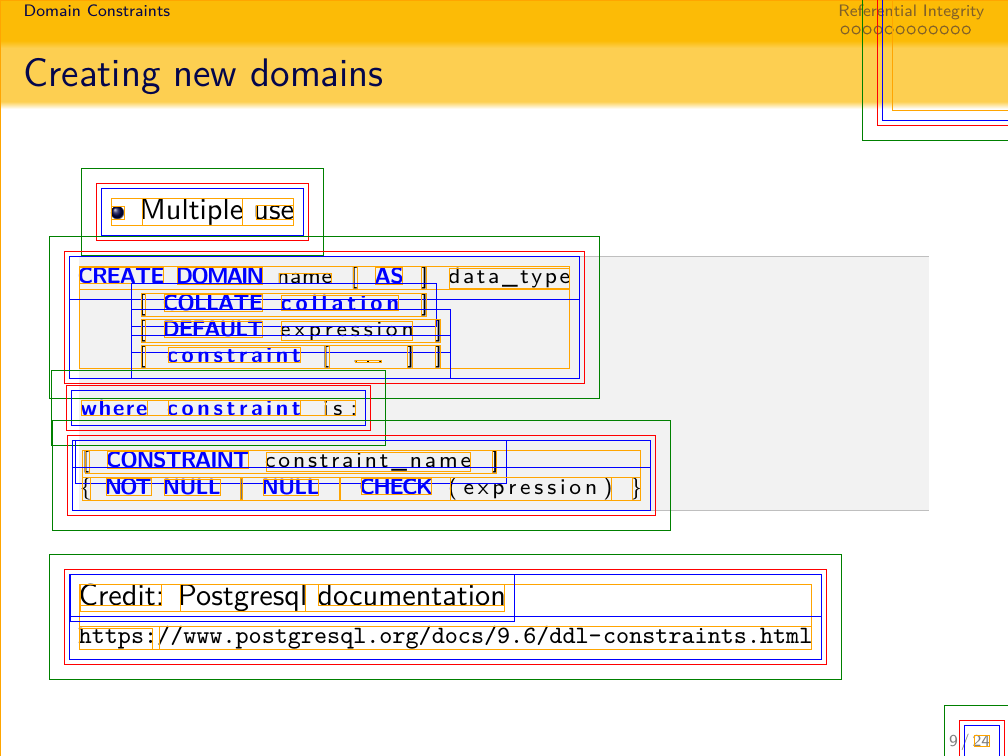 Domain Constraints
Referential Integrity
Creating new domains
Multiple use
CREATE DOMAIN name [ AS ] data_type
[ COLLATE collation ]
[ DEFAULT expression ]
[ constraint [ ... ] ]
where constraint is:
[ CONSTRAINT constraint_name ]
{ NOT NULL | NULL | CHECK (expression) }
Credit: Postgresql documentation
https://www.postgresql.org/docs/9.6/ddl-constraints.html
9 / 24